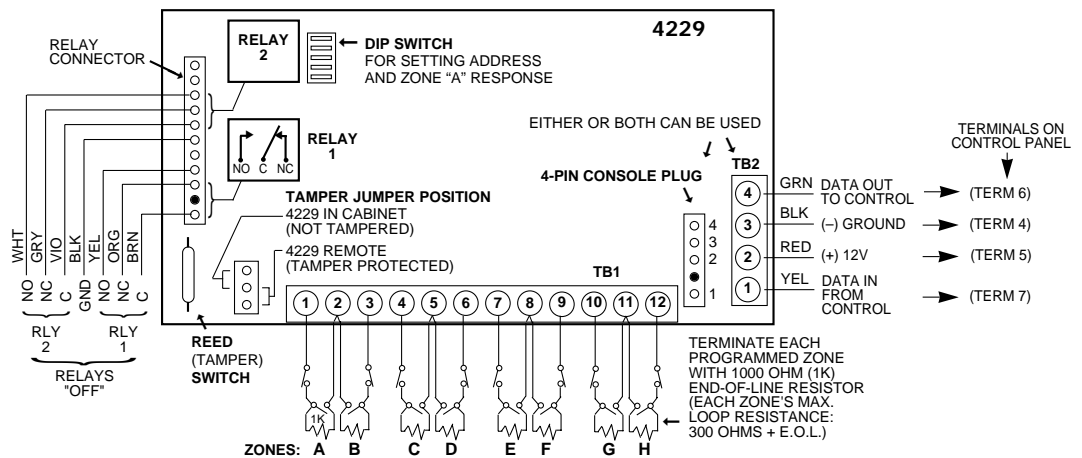 4229
RELAY
CONNECTOR
RELAY
2
DIP SWITCH
FOR SETTING ADDRESS
AND ZONE “A” RESPONSE
EITHER OR BOTH CAN BE USED
TERMINALS ON
CONTROL PANEL
RELAY
1
NO C NC
TB2
4-PIN CONSOLE PLUG
TAMPER JUMPER POSITION
4229 IN CABINET
(NOT TAMPERED)
4229 REMOTE
(TAMPER PROTECTED)
4
3
2
1
4 GRN DATA OUT
TO CONTROL (TERM 6)
3 BLK (–) GROUND (TERM 4)
2 RED (+) 12V (TERM 5)
1 YEL DATA IN
FROM
CONTROL (TERM 7)
WHT GRY VIO BLK YEL ORG BRN
NO NC C GND NO NC C
RLY
2
RLY
1
RELAYS
"OFF"
REED
(TAMPER)
SWITCH
TB1
1 2 3 4 5 6 7 8 9 10 11 12
TERMINATE EACH
PROGRAMMED ZONE
WITH 1000 OHM (1K)
END-OF-LINE RESISTOR
(EACH ZONE'S MAX.
LOOP RESISTANCE:
300 OHMS + E.O.L.)
1K
ZONES: A B C D E F G H